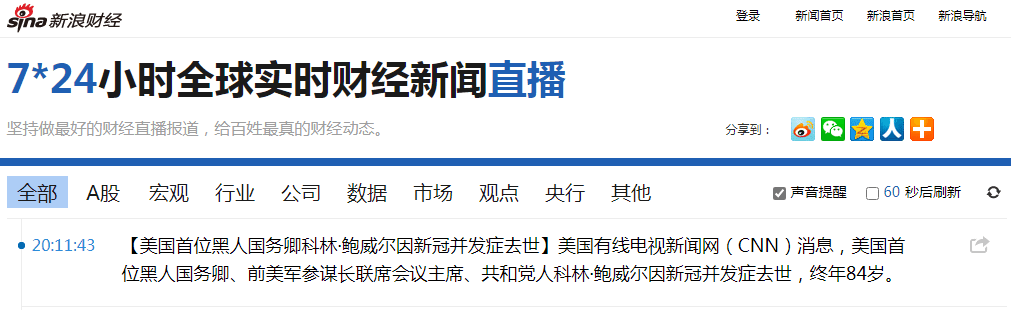 sina 新浪财经
登录 新闻首页 新浪首页 新浪导航
7*24小时全球实时财经新闻直播
坚持做最好的财经直播报道，给百姓最真的财经动态。
分享到：
全部 A股 宏观 行业 公司 数据 市场 观点 央行 其他
声音提醒 60 秒后刷新
20:11:43
【美国首位黑人国务卿科林·鲍威尔因新冠并发症去世】美国有线电视新闻网（CNN）消息，美国首
位黑人国务卿、前美军参谋长联席会议主席、共和党人科林·鲍威尔因新冠并发症去世，终年84岁。